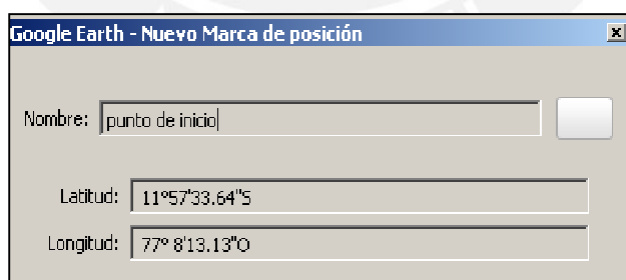 Google Earth - Nuevo Marca de posición
Nombre: punto de inicio
Latitud: 11°57'33.64"S
Longitud: 77° 8'13.13"O